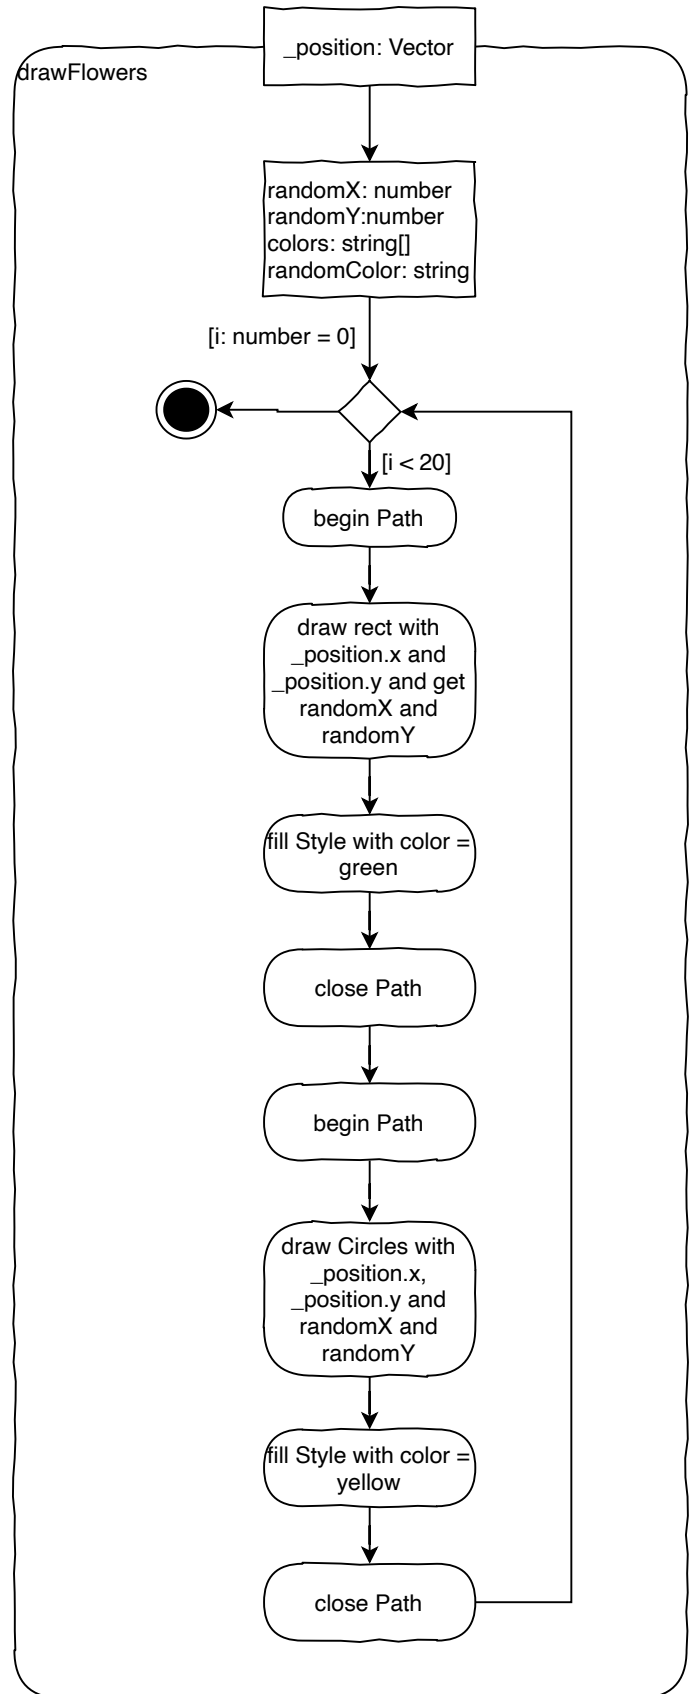 _position: Vector
drawFlowers
randomX: number
randomY:number
colors: string[]
randomColor: string
[i: number = 0]
[i < 20]
begin Path
draw rect with
_position.x and
_position.y and get
randomX and
randomY
fill Style with color =
green
close Path
begin Path
draw Circles with
_position.x,
_position.y and
randomX and
randomY
fill Style with color =
yellow
close Path